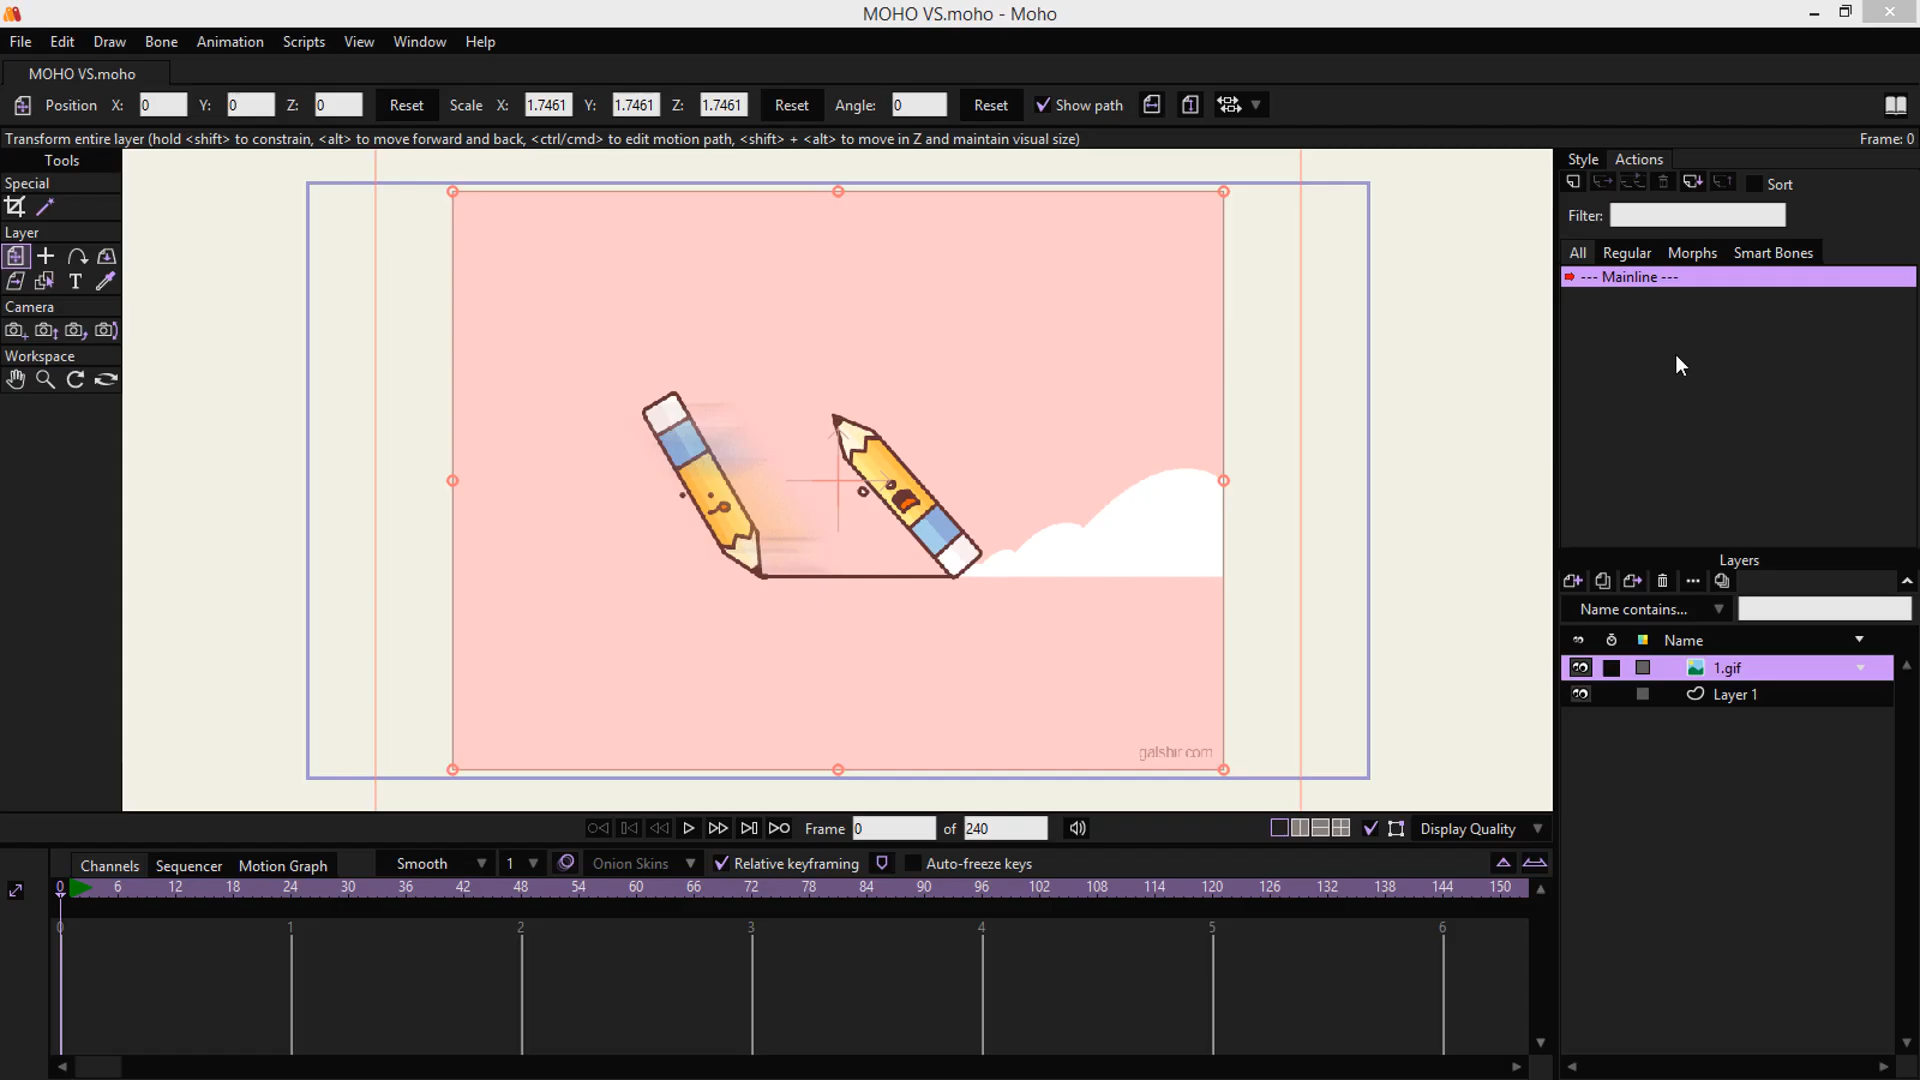 MOHO VS.moho - Moho
File Edit Draw Bone Animation Scripts View Window Help
MOHO VS.moho
Position X: 0 Y: 0 Z: 0 Reset Scale X: 1.7461 Y: 1.7461 Z: 1.7461 Reset Angle: 0 Reset Show path
Transform entire layer (hold <shift> to constrain, <alt> to move forward and back, <ctrl/cmd> to edit motion path, <shift> + <alt> to move in Z and maintain visual size) Frame: 0
Tools
Special
Layer
T
Camera
Workspace
Style Actions
Sort
Filter:
All Regular Morphs Smart Bones
--- Mainline ---
Layers
Name contains...
Name
1.gif
Layer 1
galshir.com
Frame 0 of 240 Display Quality
Channels Sequencer Motion Graph Smooth 1 Onion Skins Relative keyframing Auto-freeze keys
0 6 12 18 24 30 36 42 48 54 60 66 72 78 84 90 96 102 108 114 120 126 132 138 144 150
0 1 2 3 4 5 6